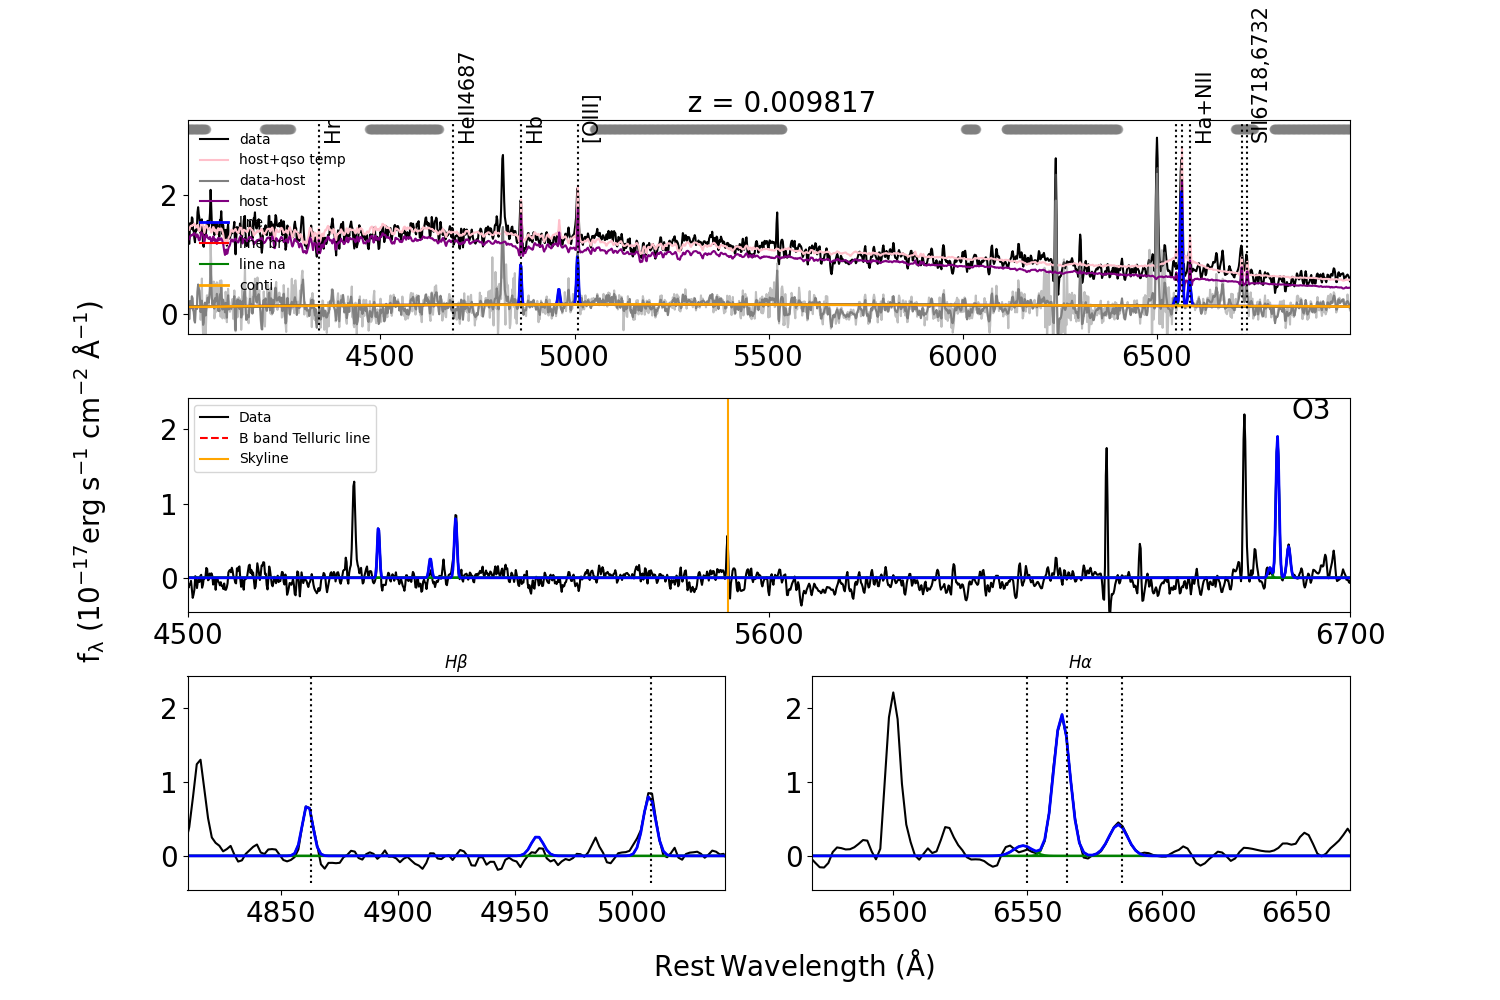 z = 0.009817
Hr
HeII4687
Hb
[OIII]
Ha+NII
SII6718,6732
data
host+qso temp
data-host
host
line na
conti
2
0
4500
5000
5500
6000
6500
f_λ (10⁻¹⁷erg s⁻¹ cm⁻² Å⁻¹)
O3
Data
B band Telluric line
Skyline
2
1
0
4500
5600
6700
Hβ
2
1
0
4850
4900
4950
5000
Hα
2
1
0
6500
6550
6600
6650
Rest Wavelength (Å)